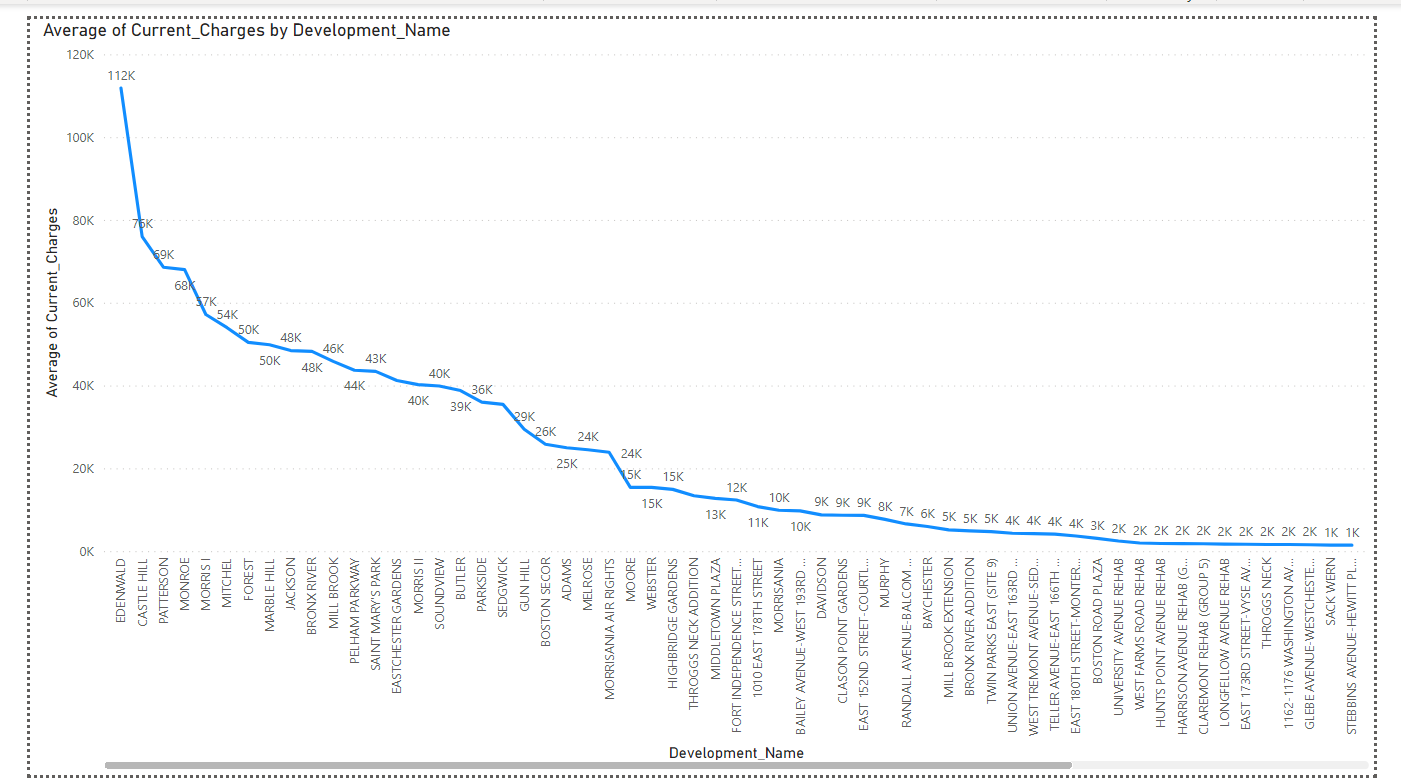 Average of Current_Charges by Development_Name
120K
100K
80K
60K
40K
20K
0K
Average of Current_Charges
112K
76K
69K
68K
57K
54K
50K
50K
48K
48K
46K
44K
43K
40K
40K
39K
36K
29K
26K
25K
24K
24K
15K
15K
15K
13K
12K
11K
10K
10K
9K
9K
9K
8K
7K
6K
5K
5K
5K
4K
4K
4K
4K
3K
2K
2K
2K
2K
2K
2K
2K
2K
2K
2K
1K
1K
EDENWALD
CASTLE HILL
PATTERSON
MONROE
MORRIS I
MITCHEL
FOREST
MARBLE HILL
JACKSON
BRONX RIVER
MILL BROOK
PELHAM PARKWAY
SAINT MARY'S PARK
EASTCHESTER GARDENS
MORRIS II
SOUNDVIEW
BUTLER
PARKSIDE
SEDGWICK
GUN HILL
BOSTON SECOR
ADAMS
MELROSE
MORRISANIA AIR RIGHTS
MOORE
WEBSTER
HIGHBRIDGE GARDENS
THROGGS NECK ADDITION
MIDDLETOWN PLAZA
FORT INDEPENDENCE STREET...
1010 EAST 178TH STREET
MORRISANIA
BAILEY AVENUE-WEST 193RD ...
DAVIDSON
CLASON POINT GARDENS
EAST 152ND STREET-COURTL...
MURPHY
RANDALL AVENUE-BALCOM...
BAYCHESTER
MILL BROOK EXTENSION
BRONX RIVER ADDITION
TWIN PARKS EAST (SITE 9)
UNION AVENUE-EAST 163RD ...
WEST TREMONT AVENUE-SED...
TELLER AVENUE-EAST 166TH ...
EAST 180TH STREET-MONTER...
BOSTON ROAD PLAZA
UNIVERSITY AVENUE REHAB
WEST FARMS ROAD REHAB
HUNTS POINT AVENUE REHAB
HARRISON AVENUE REHAB (G...
CLAREMONT REHAB (GROUP 5)
LONGFELLOW AVENUE REHAB
EAST 173RD STREET-VYSE AV...
THROGGS NECK
1162-1176 WASHINGTON AV...
GLEBE AVENUE-WESTCHESTE...
SACK WERN
STEBBINS AVENUE-HEWITT PL...
Development_Name